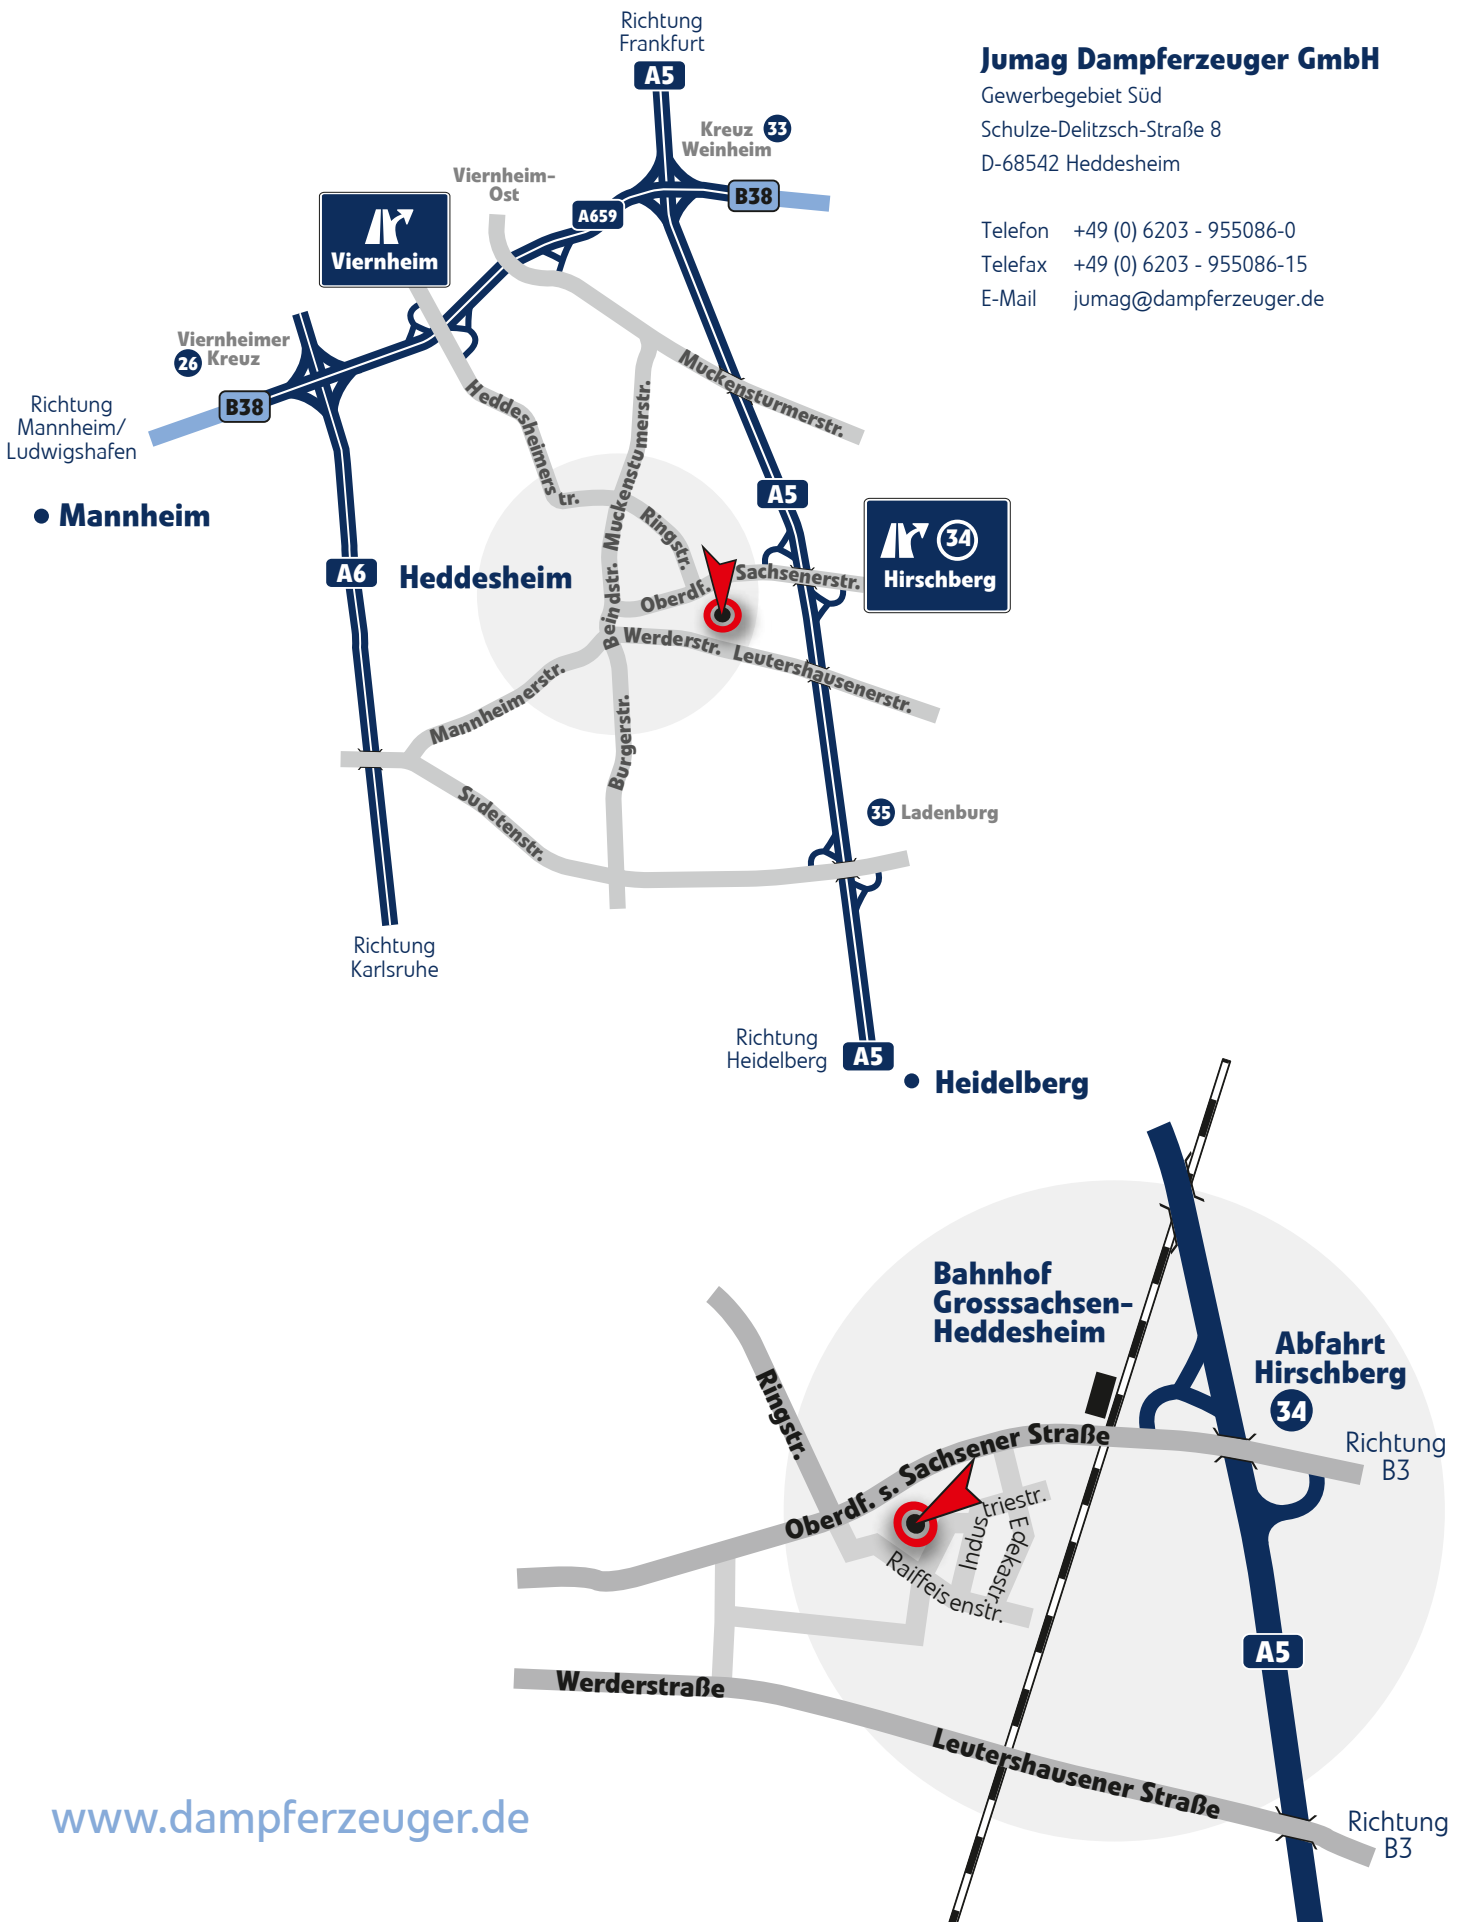 Richtung
Frankfurt
A5
Jumag Dampferzeuger GmbH
Gewerbegebiet Süd
Schulze-Delitzsch-Straße 8
D-68542 Heddesheim
Telefon +49 (0) 6203 - 955086-0
Telefax +49 (0) 6203 - 955086-15
E-Mail jumag@dampferzeuger.de
Kreuz 33
Weinheim
Viernheim-
Ost
B38
A659
Viernheim
Viernheimer
26 Kreuz
B38
Richtung
Mannheim/
Ludwigshafen
Muckensturmerstr.
Heddesheimers tr.
Muckenstumerstr.
Mannheim
A5
Ringstr.
34
Hirschberg
A6
Heddesheim
Sachsenerstr.
Oberdf.
Beindstr.
Werderstr.
Leutershausenerstr.
Mannheimerstr.
Burgerstr.
Sudetenstr.
35 Ladenburg
Richtung
Karlsruhe
Richtung
Heidelberg
A5
Heidelberg
Bahnhof
Grosssachsen-
Heddesheim
Abfahrt
Hirschberg
34
Ringstr.
Richtung
B3
Oberdf. s. Sachsener Straße
Industriestr.
Edekastr.
Raiffeisenstr.
A5
Werderstraße
Leutershausener Straße
Richtung
B3
www.dampferzeuger.de